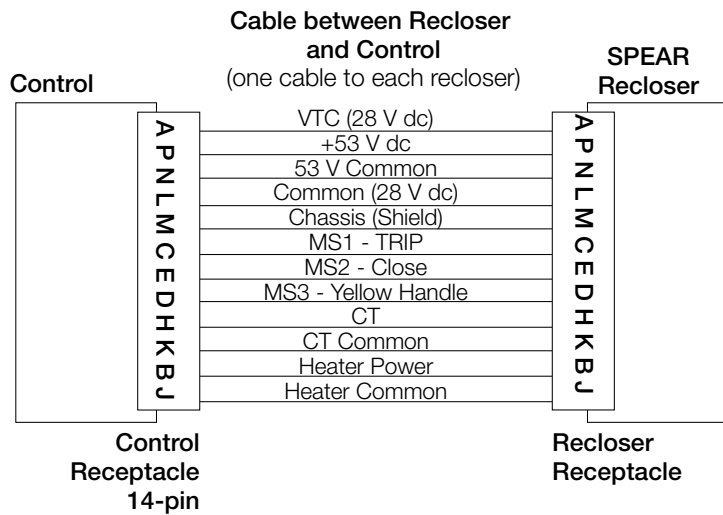 Cable between Recloser
and Control
(one cable to each recloser)
Control
SPEAR
Recloser
A P N L M C E D H K B J
VTC (28 V dc)
+53 V dc
53 V Common
Common (28 V dc)
Chassis (Shield)
MS1 - TRIP
MS2 - Close
MS3 - Yellow Handle
CT
CT Common
Heater Power
Heater Common
A P N L M C E D H K B J
Control
Receptacle
14-pin
Recloser
Receptacle